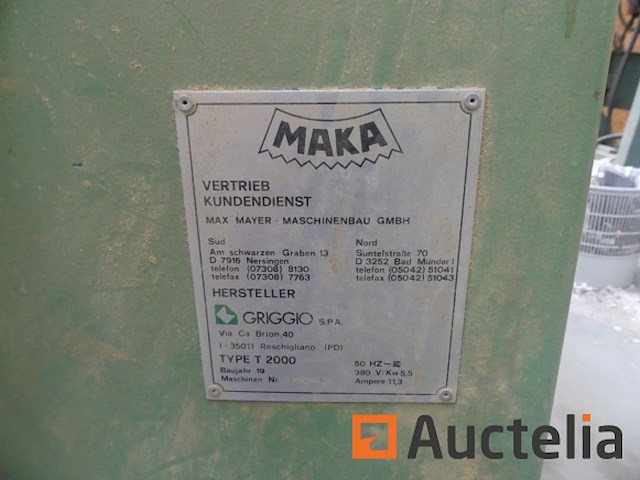 MAKA
VERTRIEB
KUNDENDIENST
MAX MAYER · MASCHINENBAU GMBH
Süd
Am schwarzen Graben 13
D 7916 Nersingen
telefon (07308) 8130
telefax (07308) 7763
Nord
Süntelstraße 70
D 3252 Bad Münder 1
telefon (05042) 51041
telefax (05042) 51043
HERSTELLER
GRIGGIO S.P.A.
Via Ca' Brion, 40
I - 35011 Reschigliano (PD)
TYPE T 2000
Baujahr 19
Maschinen Nr
50 HZ
380 V/Kw 5,5
Ampere 11,3
Auctelia